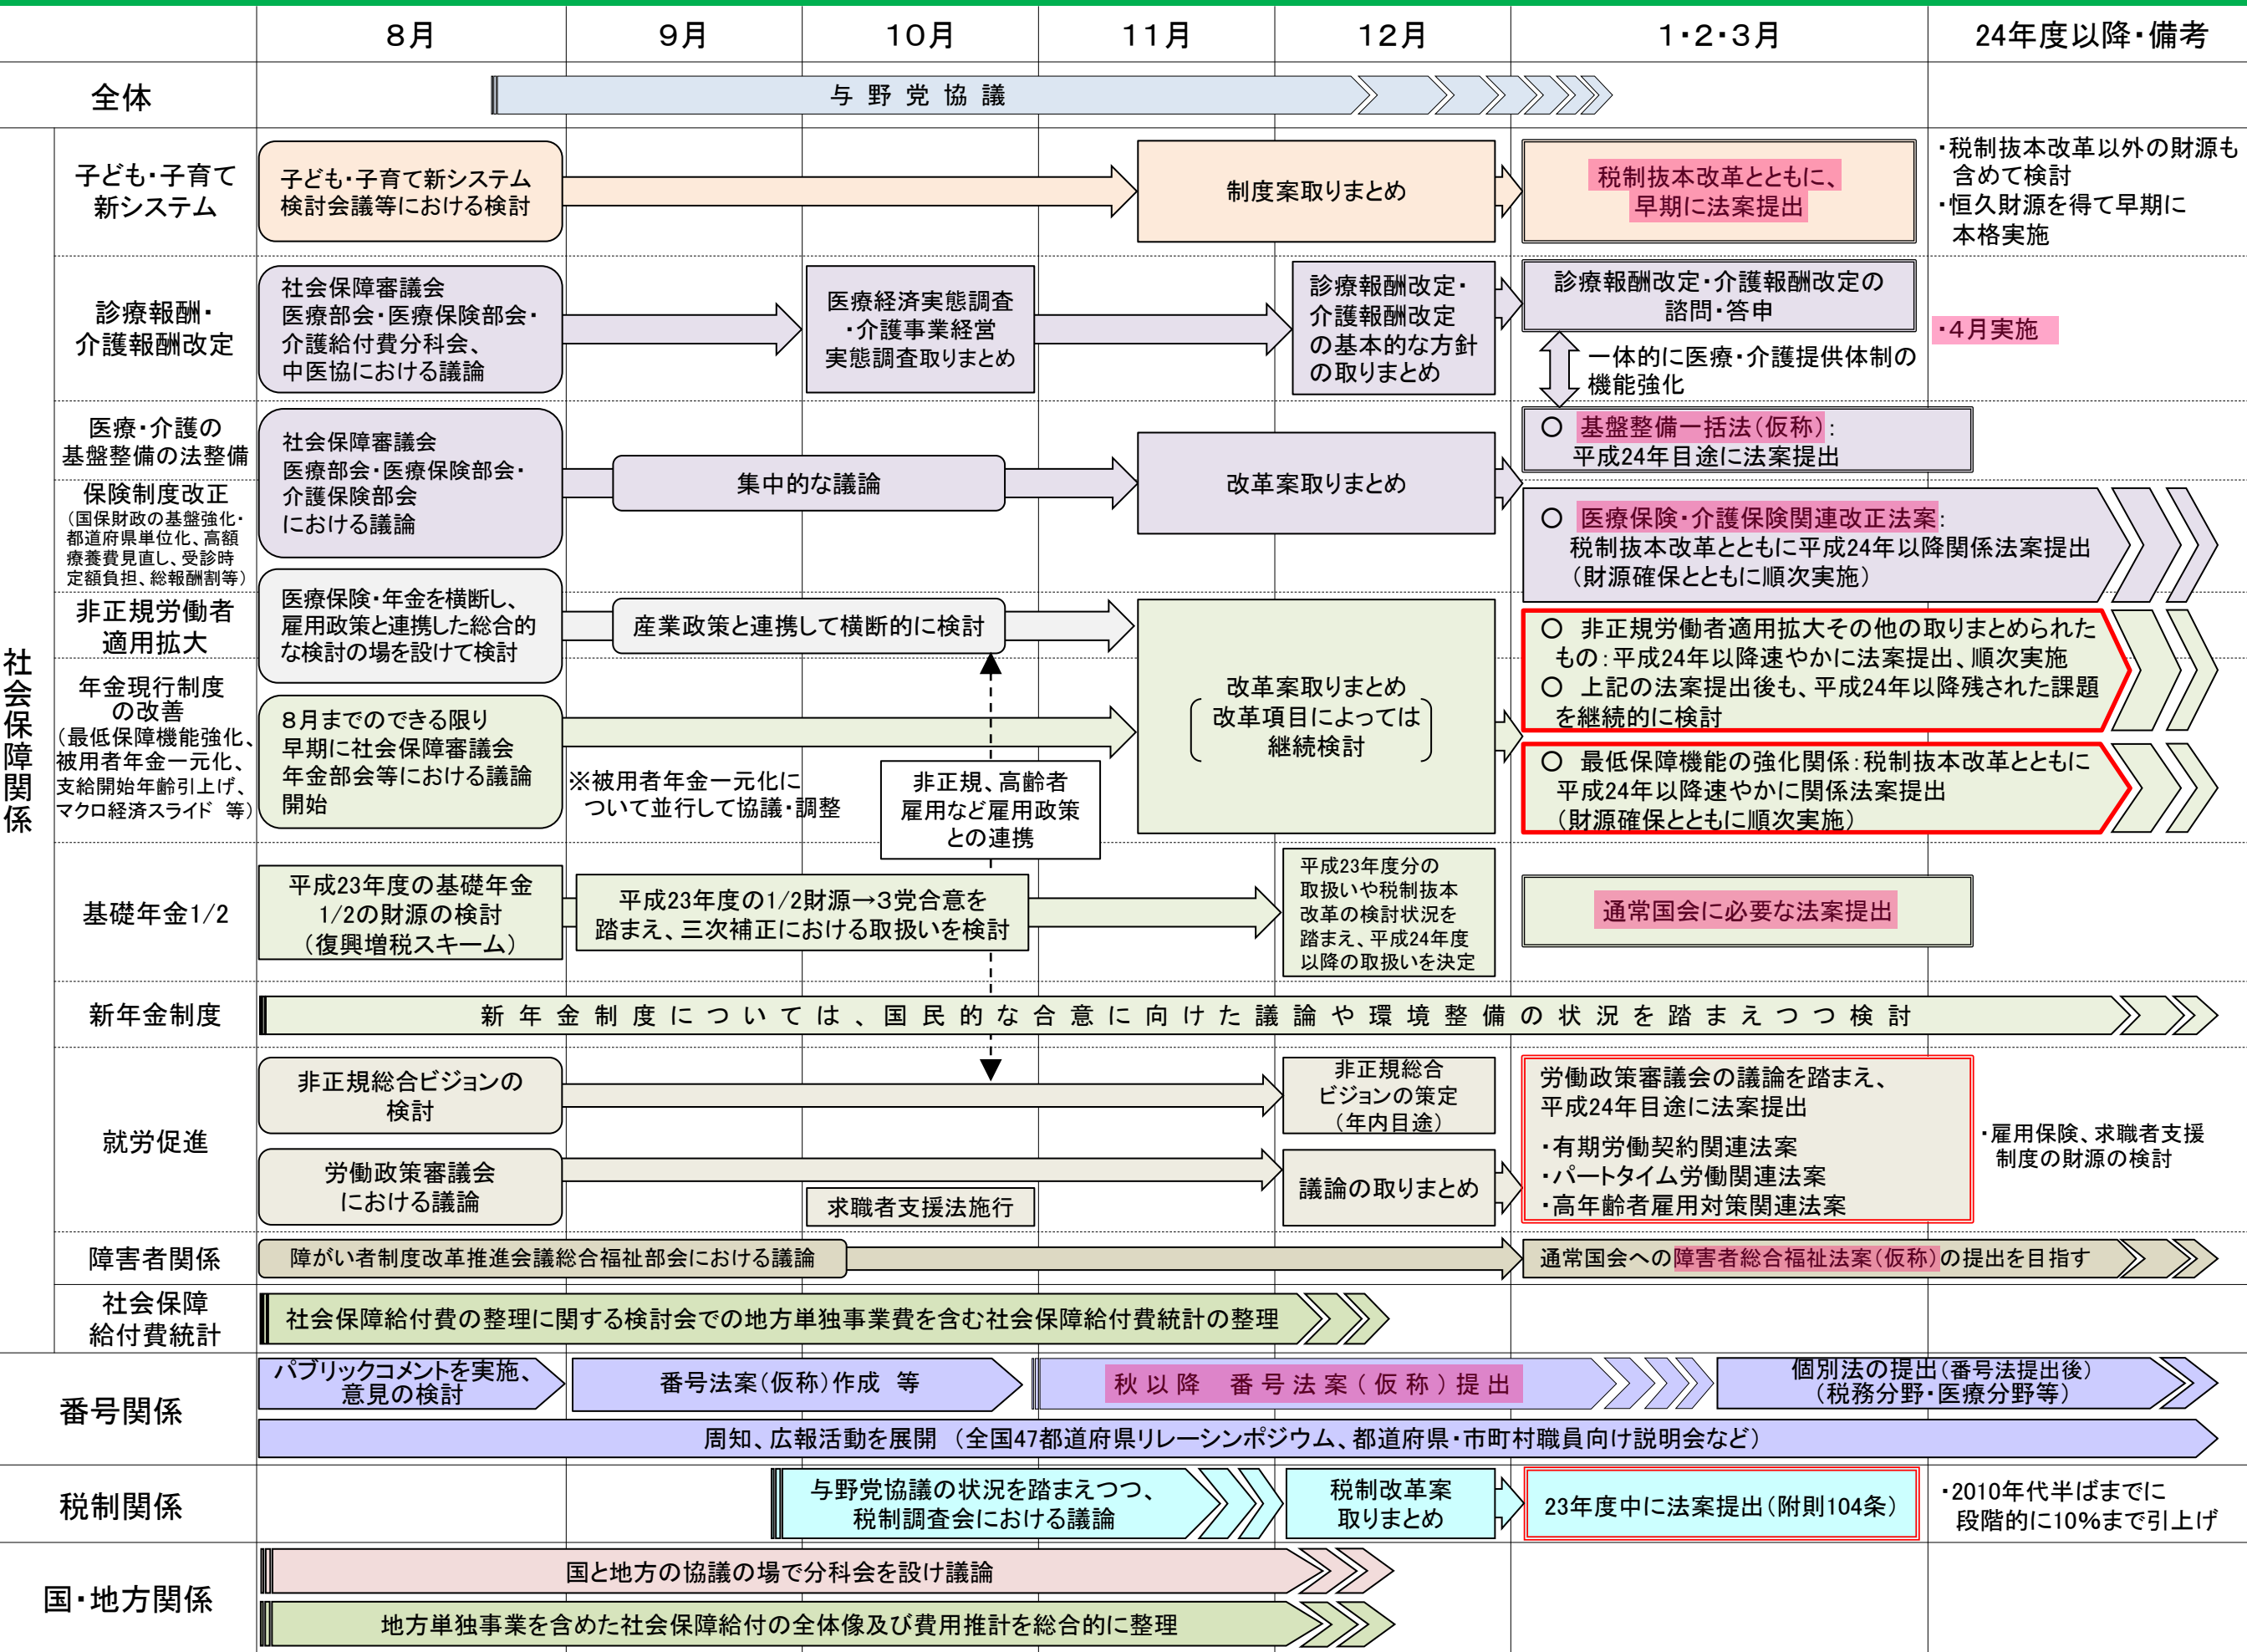 8月
9月
10月
11月
12月
1・2・3月
24年度以降・備考
全体
与野党協議
社会保障関係
子ども・子育て
新システム
子ども・子育て新システム
検討会議等における検討
制度案取りまとめ
税制抜本改革とともに、
早期に法案提出
・税制抜本改革以外の財源も
含めて検討
・恒久財源を得て早期に
本格実施
診療報酬・
介護報酬改定
社会保障審議会
医療部会・医療保険部会・
介護給付費分科会、
中医協における議論
医療経済実態調査
・介護事業経営
実態調査取りまとめ
診療報酬改定・
介護報酬改定
の基本的な方針
の取りまとめ
診療報酬改定・介護報酬改定の
諮問・答申
・4月実施
一体的に医療・介護提供体制の
機能強化
医療・介護の
基盤整備の法整備
保険制度改正
(国保財政の基盤強化・
都道府県単位化、高額
療養費見直し、受診時
定額負担、総報酬割等)
社会保障審議会
医療部会・医療保険部会・
介護保険部会
における議論
集中的な議論
改革案取りまとめ
○ 基盤整備一括法(仮称):
平成24年目途に法案提出
○ 医療保険・介護保険関連改正法案:
税制抜本改革とともに平成24年以降関係法案提出
(財源確保とともに順次実施)
非正規労働者
適用拡大
医療保険・年金を横断し、
雇用政策と連携した総合的
な検討の場を設けて検討
産業政策と連携して横断的に検討
○ 非正規労働者適用拡大その他の取りまとめられた
もの:平成24年以降速やかに法案提出、順次実施
○ 上記の法案提出後も、平成24年以降残された課題
を継続的に検討
年金現行制度
の改善
(最低保障機能強化、
被用者年金一元化、
支給開始年齢引上げ、
マクロ経済スライド 等)
8月までのできる限り
早期に社会保障審議会
年金部会等における議論
開始
※被用者年金一元化に
ついて並行して協議・調整
非正規、高齢者
雇用など雇用政策
との連携
改革案取りまとめ
改革項目によっては
継続検討
○ 最低保障機能の強化関係:税制抜本改革とともに
平成24年以降速やかに関係法案提出
(財源確保とともに順次実施)
基礎年金1/2
平成23年度の基礎年金
1/2の財源の検討
(復興増税スキーム)
平成23年度の1/2財源→3党合意を
踏まえ、三次補正における取扱いを検討
平成23年度分の
取扱いや税制抜本
改革の検討状況を
踏まえ、平成24年度
以降の取扱いを決定
通常国会に必要な法案提出
新年金制度
新年金制度については、国民的な合意に向けた議論や環境整備の状況を踏まえつつ検討
就労促進
非正規総合ビジョンの
検討
非正規総合
ビジョンの策定
(年内目途)
労働政策審議会
における議論
求職者支援法施行
議論の取りまとめ
労働政策審議会の議論を踏まえ、
平成24年目途に法案提出
・有期労働契約関連法案
・パートタイム労働関連法案
・高年齢者雇用対策関連法案
・雇用保険、求職者支援
制度の財源の検討
障害者関係
障がい者制度改革推進会議総合福祉部会における議論
通常国会への障害者総合福祉法案(仮称)の提出を目指す
社会保障
給付費統計
社会保障給付費の整理に関する検討会での地方単独事業費を含む社会保障給付費統計の整理
番号関係
パブリックコメントを実施、
意見の検討
番号法案(仮称)作成 等
秋以降 番号法案(仮称)提出
個別法の提出(番号法提出後)
(税務分野・医療分野等)
周知、広報活動を展開 (全国47都道府県リレーシンポジウム、都道府県・市町村職員向け説明会など)
税制関係
与野党協議の状況を踏まえつつ、
税制調査会における議論
税制改革案
取りまとめ
23年度中に法案提出(附則104条)
・2010年代半ばまでに
段階的に10%まで引上げ
国・地方関係
国と地方の協議の場で分科会を設け議論
地方単独事業を含めた社会保障給付の全体像及び費用推計を総合的に整理